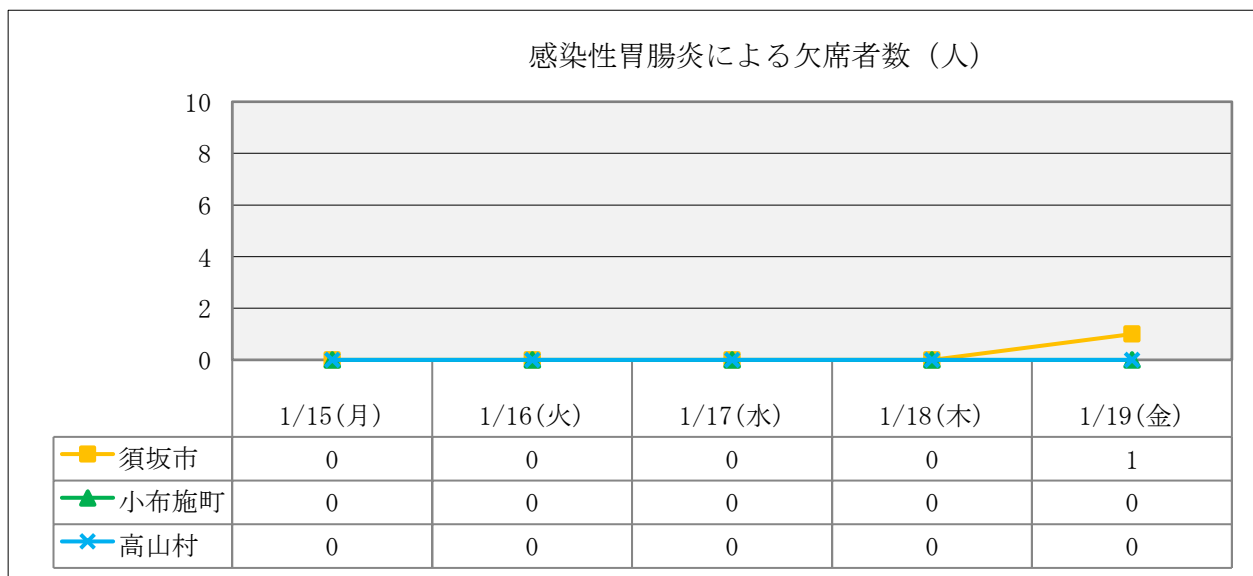 感染性胃腸炎による欠席者数（人）
10
8
6
4
2
0
1/15(月) 1/16(火) 1/17(水) 1/18(木) 1/19(金)
須坂市 0 0 0 0 1
小布施町 0 0 0 0 0
高山村 0 0 0 0 0